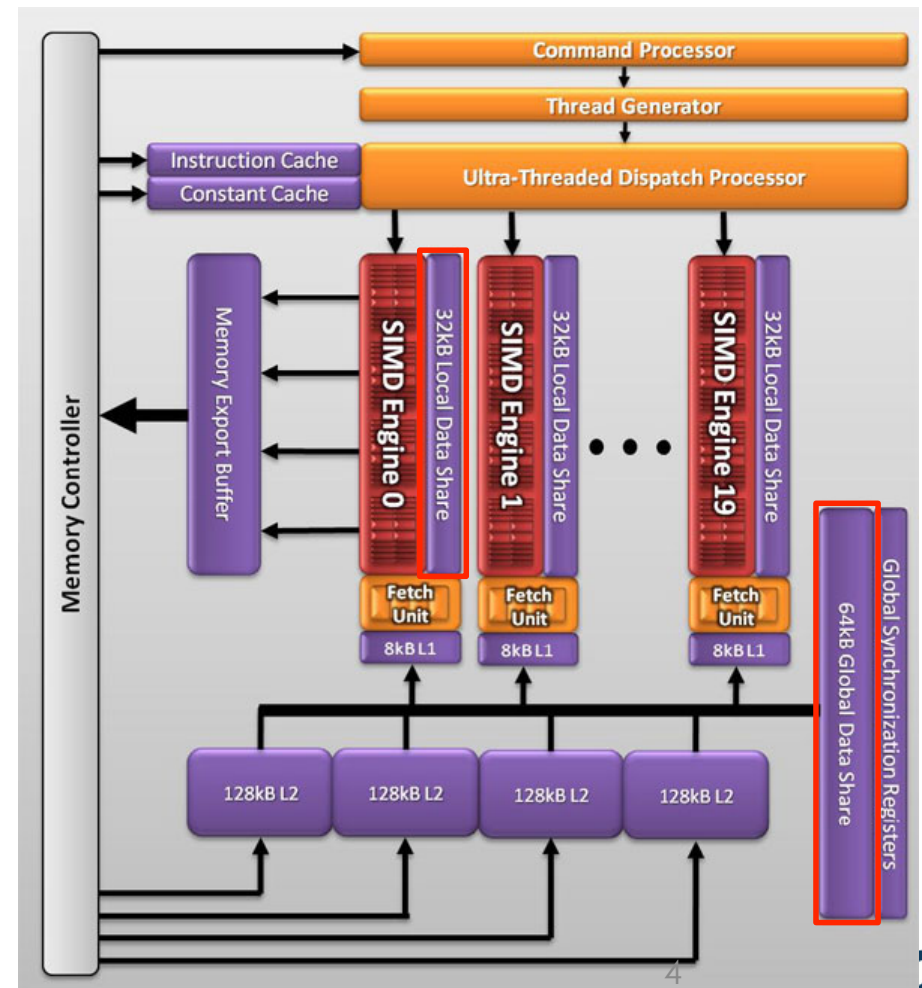 Command Processor
Thread Generator
Instruction Cache
Ultra-Threaded Dispatch Processor
Constant Cache
Memory Controller
Memory Export Buffer
SIMD Engine 0
32kB Local Data Share
SIMD Engine 1
32kB Local Data Share
SIMD Engine 19
32kB Local Data Share
Fetch
Unit
Fetch
Unit
Fetch
Unit
8kB L1
8kB L1
8kB L1
64kB Global Data Share
Global Synchronization Registers
128kB L2
128kB L2
128kB L2
128kB L2
4